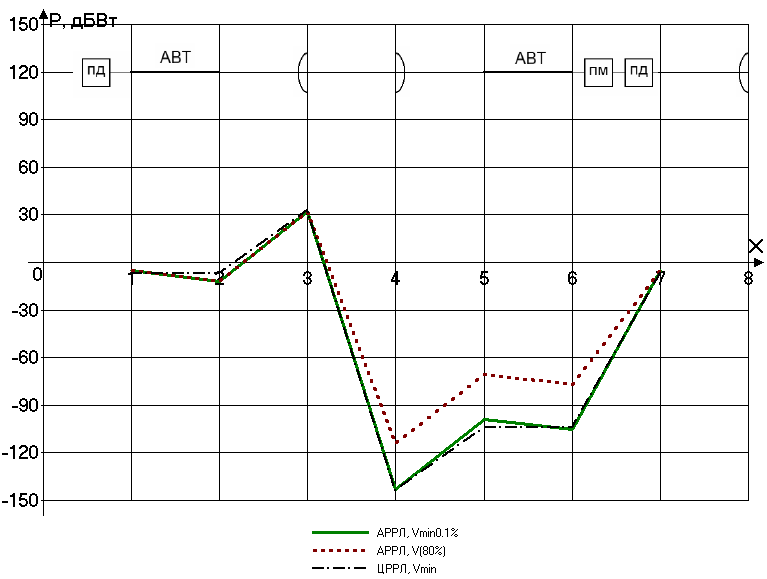 150
P, дБВт
АВТ
АВТ
120
пд
пм
пд
90
60
30
X
0
1
2
3
4
5
6
7
8
-30
-60
-90
-120
-150
АРРЛ, Vmin0.1%
АРРЛ, V(80%)
ЦРРЛ, Vmin